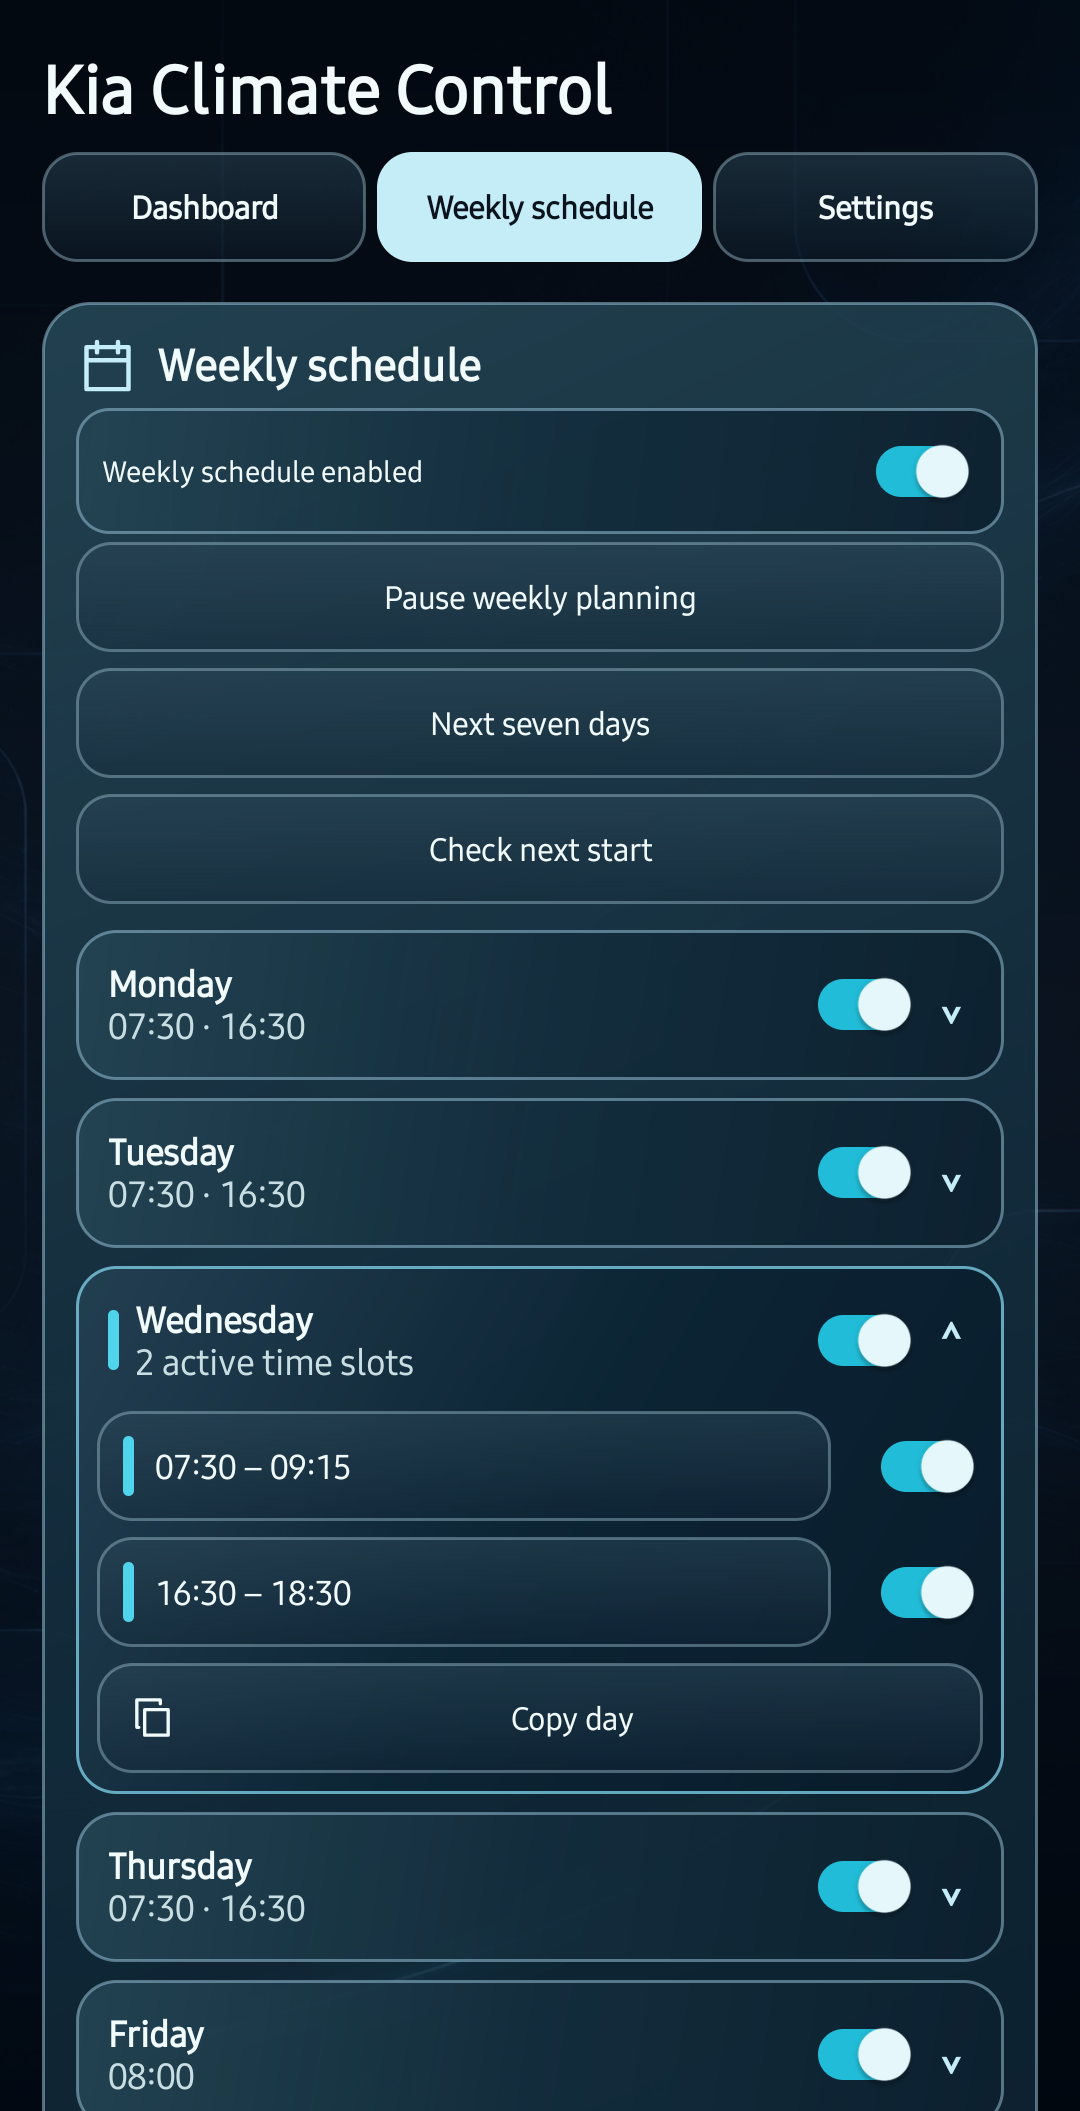 Kia Climate Control
Dashboard
Weekly schedule
Settings
Weekly schedule
Weekly schedule enabled
Pause weekly planning
Next seven days
Check next start
Monday
07:30 · 16:30
Tuesday
07:30 · 16:30
Wednesday
2 active time slots
07:30 – 09:15
16:30 – 18:30
Copy day
Thursday
07:30 · 16:30
Friday
08:00